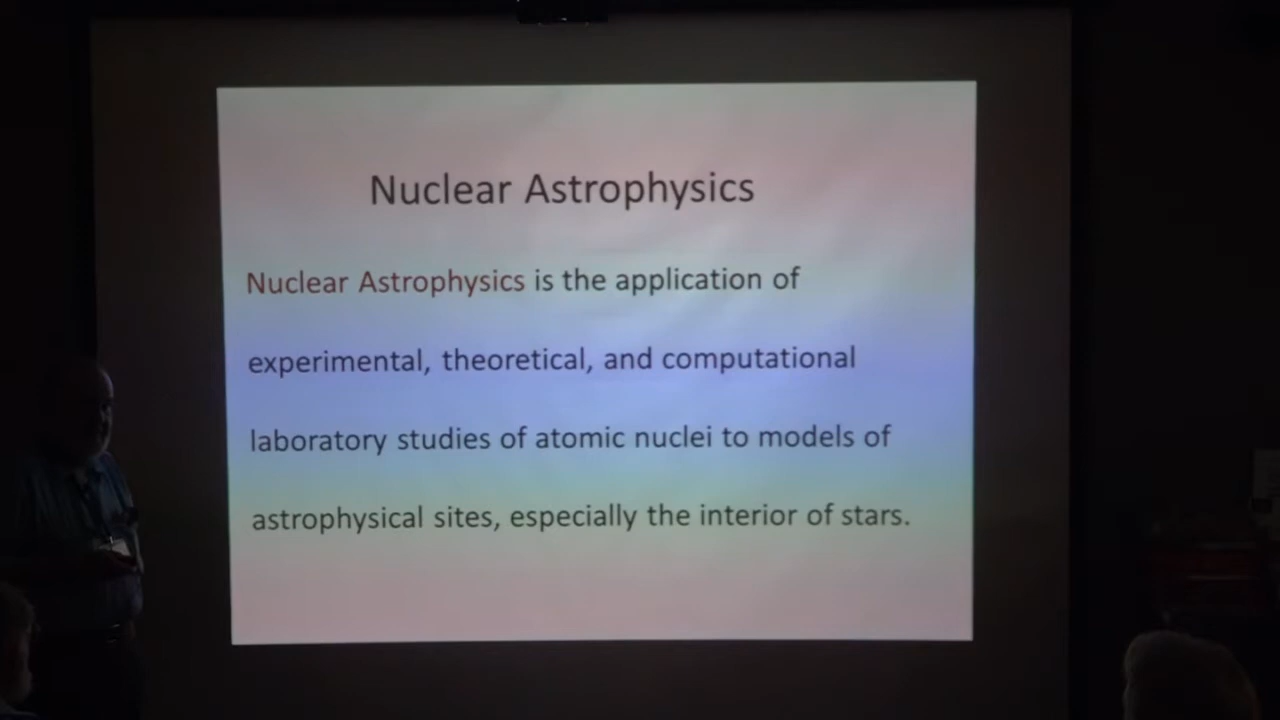 Nuclear Astrophysics
Nuclear Astrophysics is the application of
experimental, theoretical, and computational
laboratory studies of atomic nuclei to models of
astrophysical sites, especially the interior of stars.